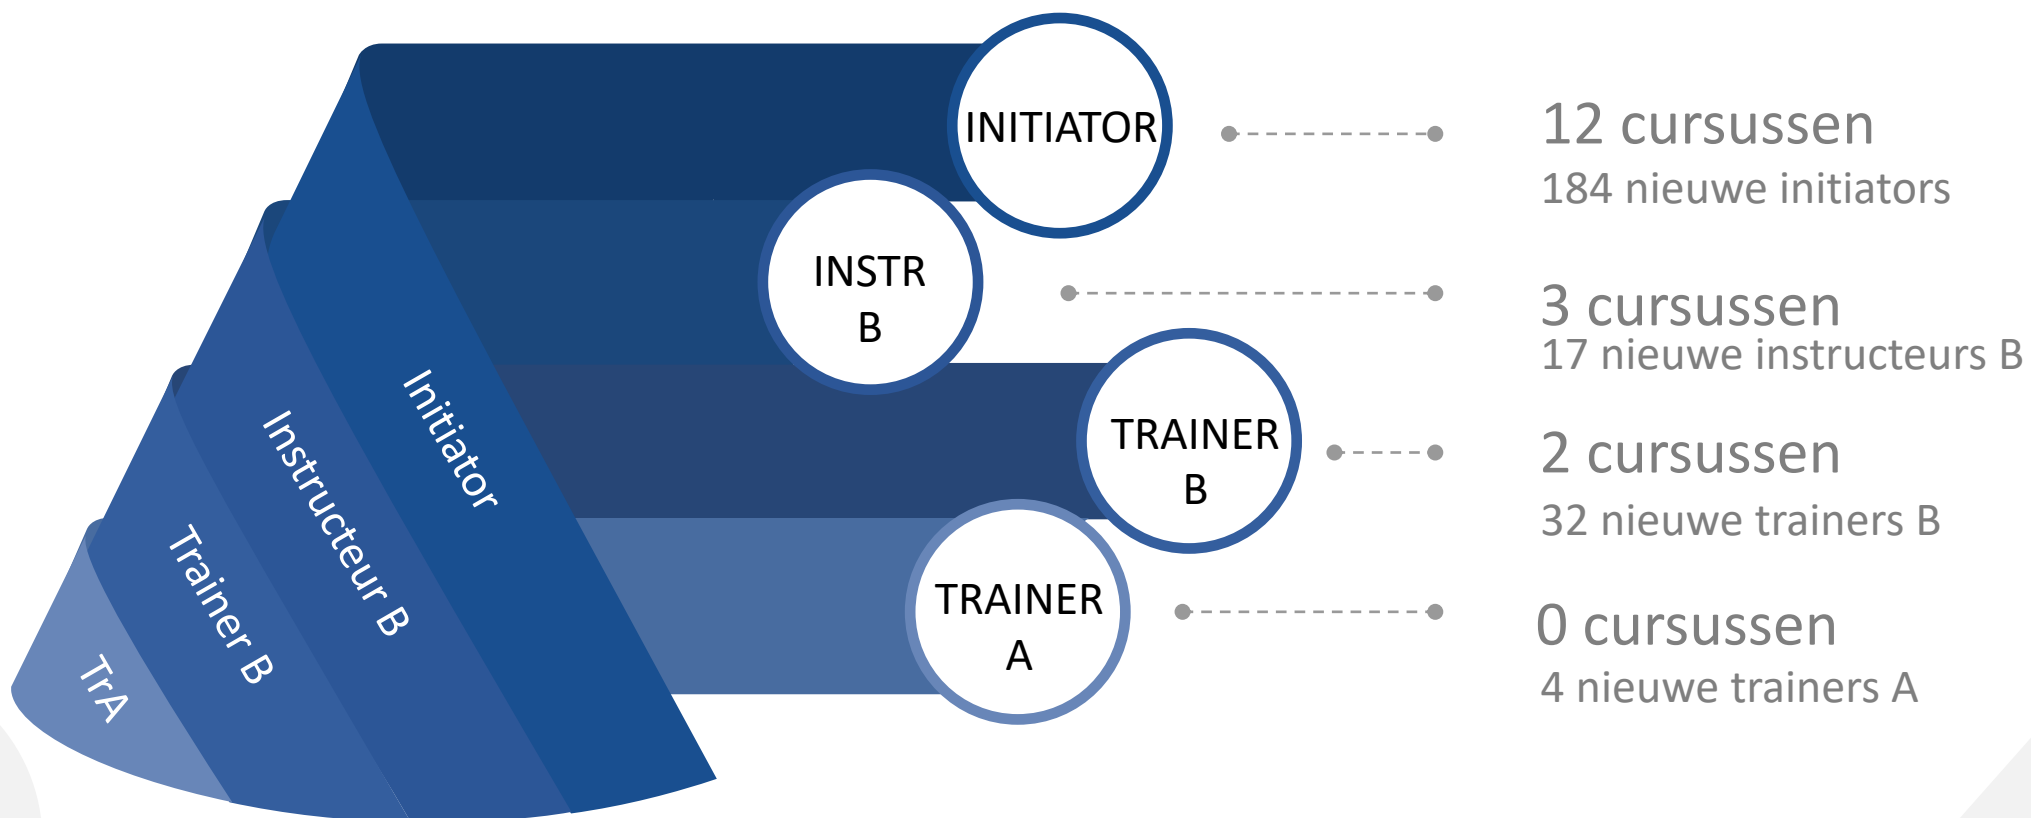 INITIATOR
12 cursussen
184 nieuwe initiators
INSTR
B
3 cursussen
17 nieuwe instructeurs B
TRAINER
B
2 cursussen
32 nieuwe trainers B
TRAINER
A
0 cursussen
4 nieuwe trainers A
Initiator
Instructeur B
Trainer B
TrA